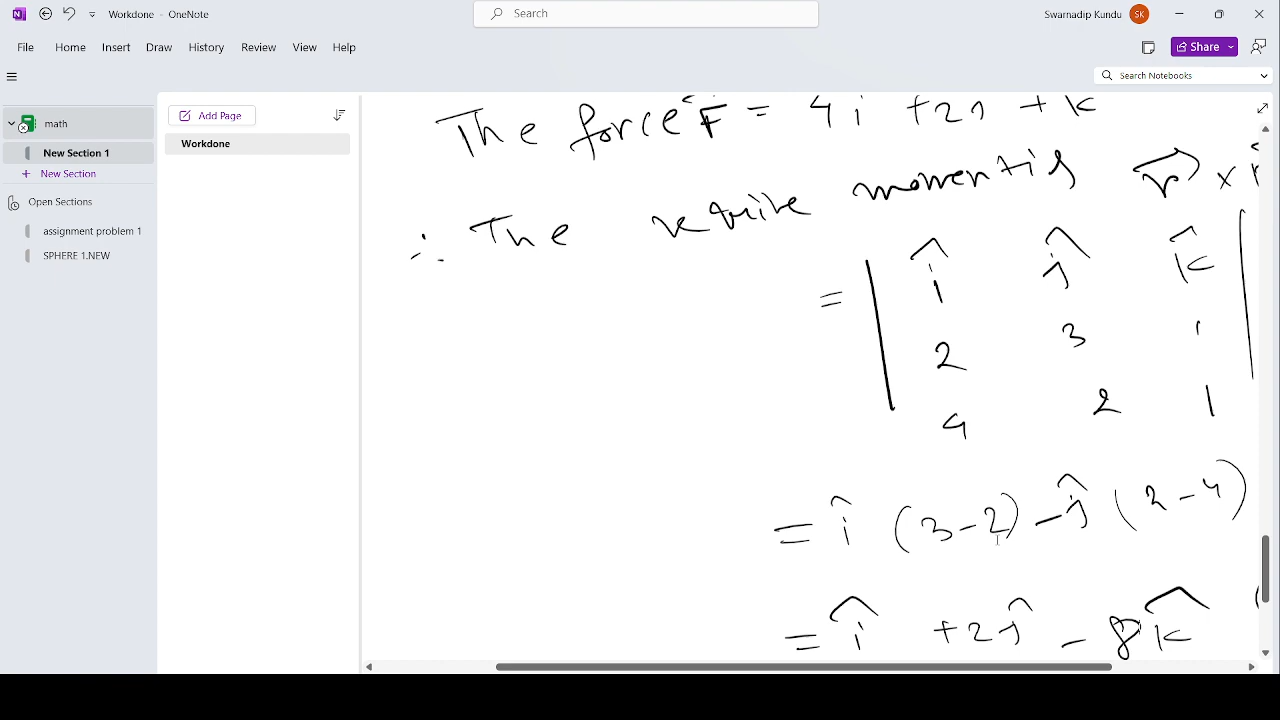 Workdone - OneNote
Search
Swarnadip Kundu SK
File Home Insert Draw History Review View Help
Share
Search Notebooks
math
Add Page
New Section 1
Workdone
New Section
Open Sections
assignment problem 1
SPHERE 1.NEW
The force F = 4i + 2j + k
∴ The require moment is r ×
= | i j k |
2 3 1
4 2 1
= i (3-2) - j (2-4)
= i + 2j - 8k